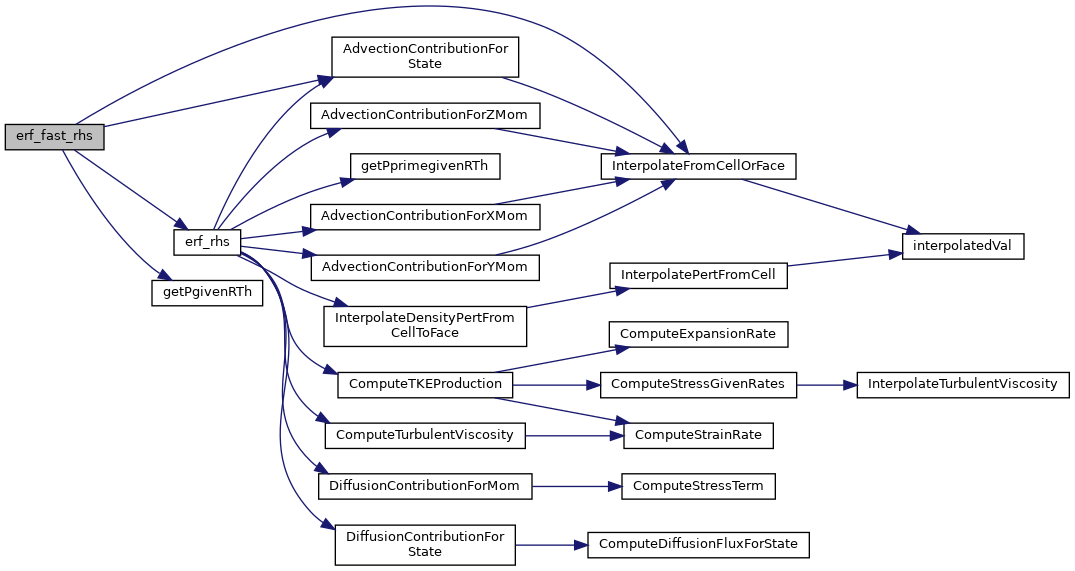 erf_fast_rhs
erf_rhs
getPgivenRTh
AdvectionContributionFor
State
AdvectionContributionForZMom
getPprimegivenRTh
AdvectionContributionForXMom
AdvectionContributionForYMom
InterpolateDensityPertFrom
CellToFace
ComputeTKEProduction
ComputeTurbulentViscosity
DiffusionContributionForMom
DiffusionContributionFor
State
InterpolateFromCellOrFace
InterpolatePertFromCell
ComputeExpansionRate
ComputeStressGivenRates
ComputeStrainRate
ComputeStressTerm
ComputeDiffusionFluxForState
interpolatedVal
InterpolateTurbulentViscosity